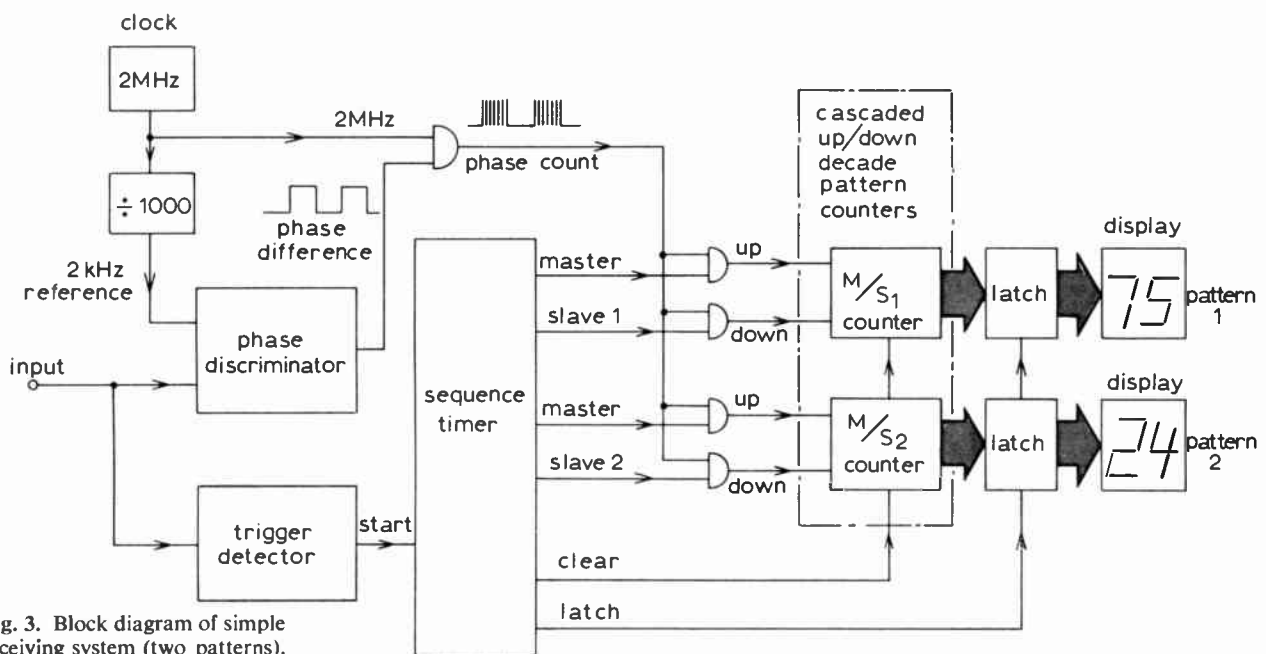 clock
2MHz
2MHz
÷ 1000
phase count
phase
difference
2 kHz
reference
input
phase
discriminator
trigger
detector
start
sequence
timer
master
slave 1
master
slave 2
clear
latch
up
down
up
down
cascaded
up/down
decade
pattern
counters
M/S1
counter
M/S2
counter
latch
latch
display
75
pattern
1
display
24
pattern
2
g. 3. Block diagram of simple
ceiving system (two patterns).